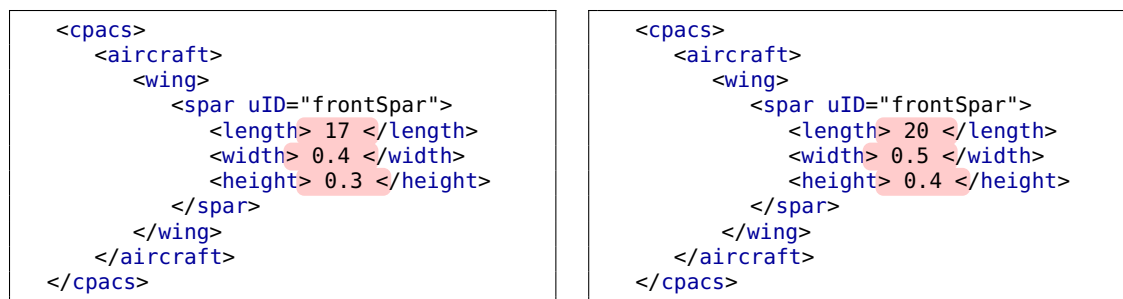 <cpacs>
<aircraft>
<wing>
<spar uID="frontSpar">
<length> 17 </length>
<width> 0.4 </width>
<height> 0.3 </height>
</spar>
</wing>
</aircraft>
</cpacs>
<cpacs>
<aircraft>
<wing>
<spar uID="frontSpar">
<length> 20 </length>
<width> 0.5 </width>
<height> 0.4 </height>
</spar>
</wing>
</aircraft>
</cpacs>